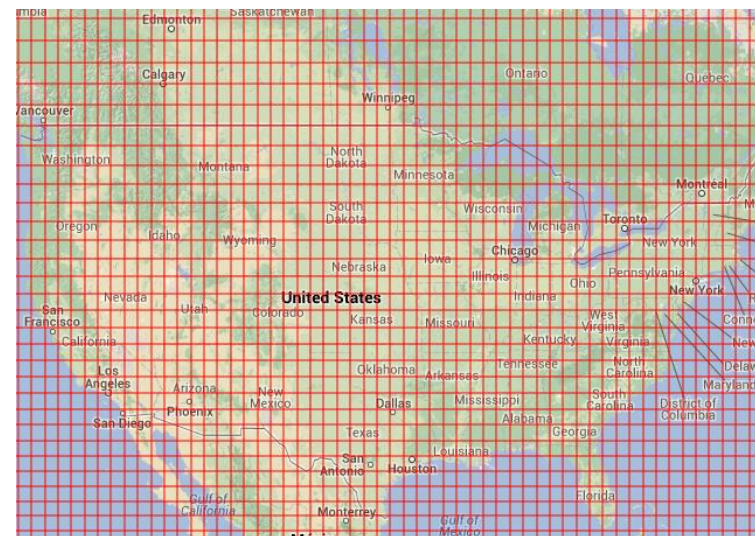 Saskatchewan
Edmonton
Calgary
Ontario
Quebec
Winnipeg
Vancouver
Washington
Montana
North
Dakota
Minnesota
Montréal
South
Dakota
Wisconsin
Michigan
Toronto
Oregon
Idaho
Wyoming
New York
Chicago
Iowa
Nebraska
Illinois
Pennsylvania
Ohio
New York
United States
Indiana
Nevada
Utah
Colorado
Kansas
Missouri
West
Virginia
San
Francisco
California
Kentucky
Virginia
Oklahoma
Arkansas
Tennessee
North
Carolina
Los
Angeles
Arizona
Phoenix
New
Mexico
Dallas
Mississippi
South
Carolina
Delaw
Maryland
District of
Columbia
San Diego
Alabama
Georgia
Texas
Louisiana
San
Antonio
Houston
Florida
Gulf of
California
Monterrey
Gulf of